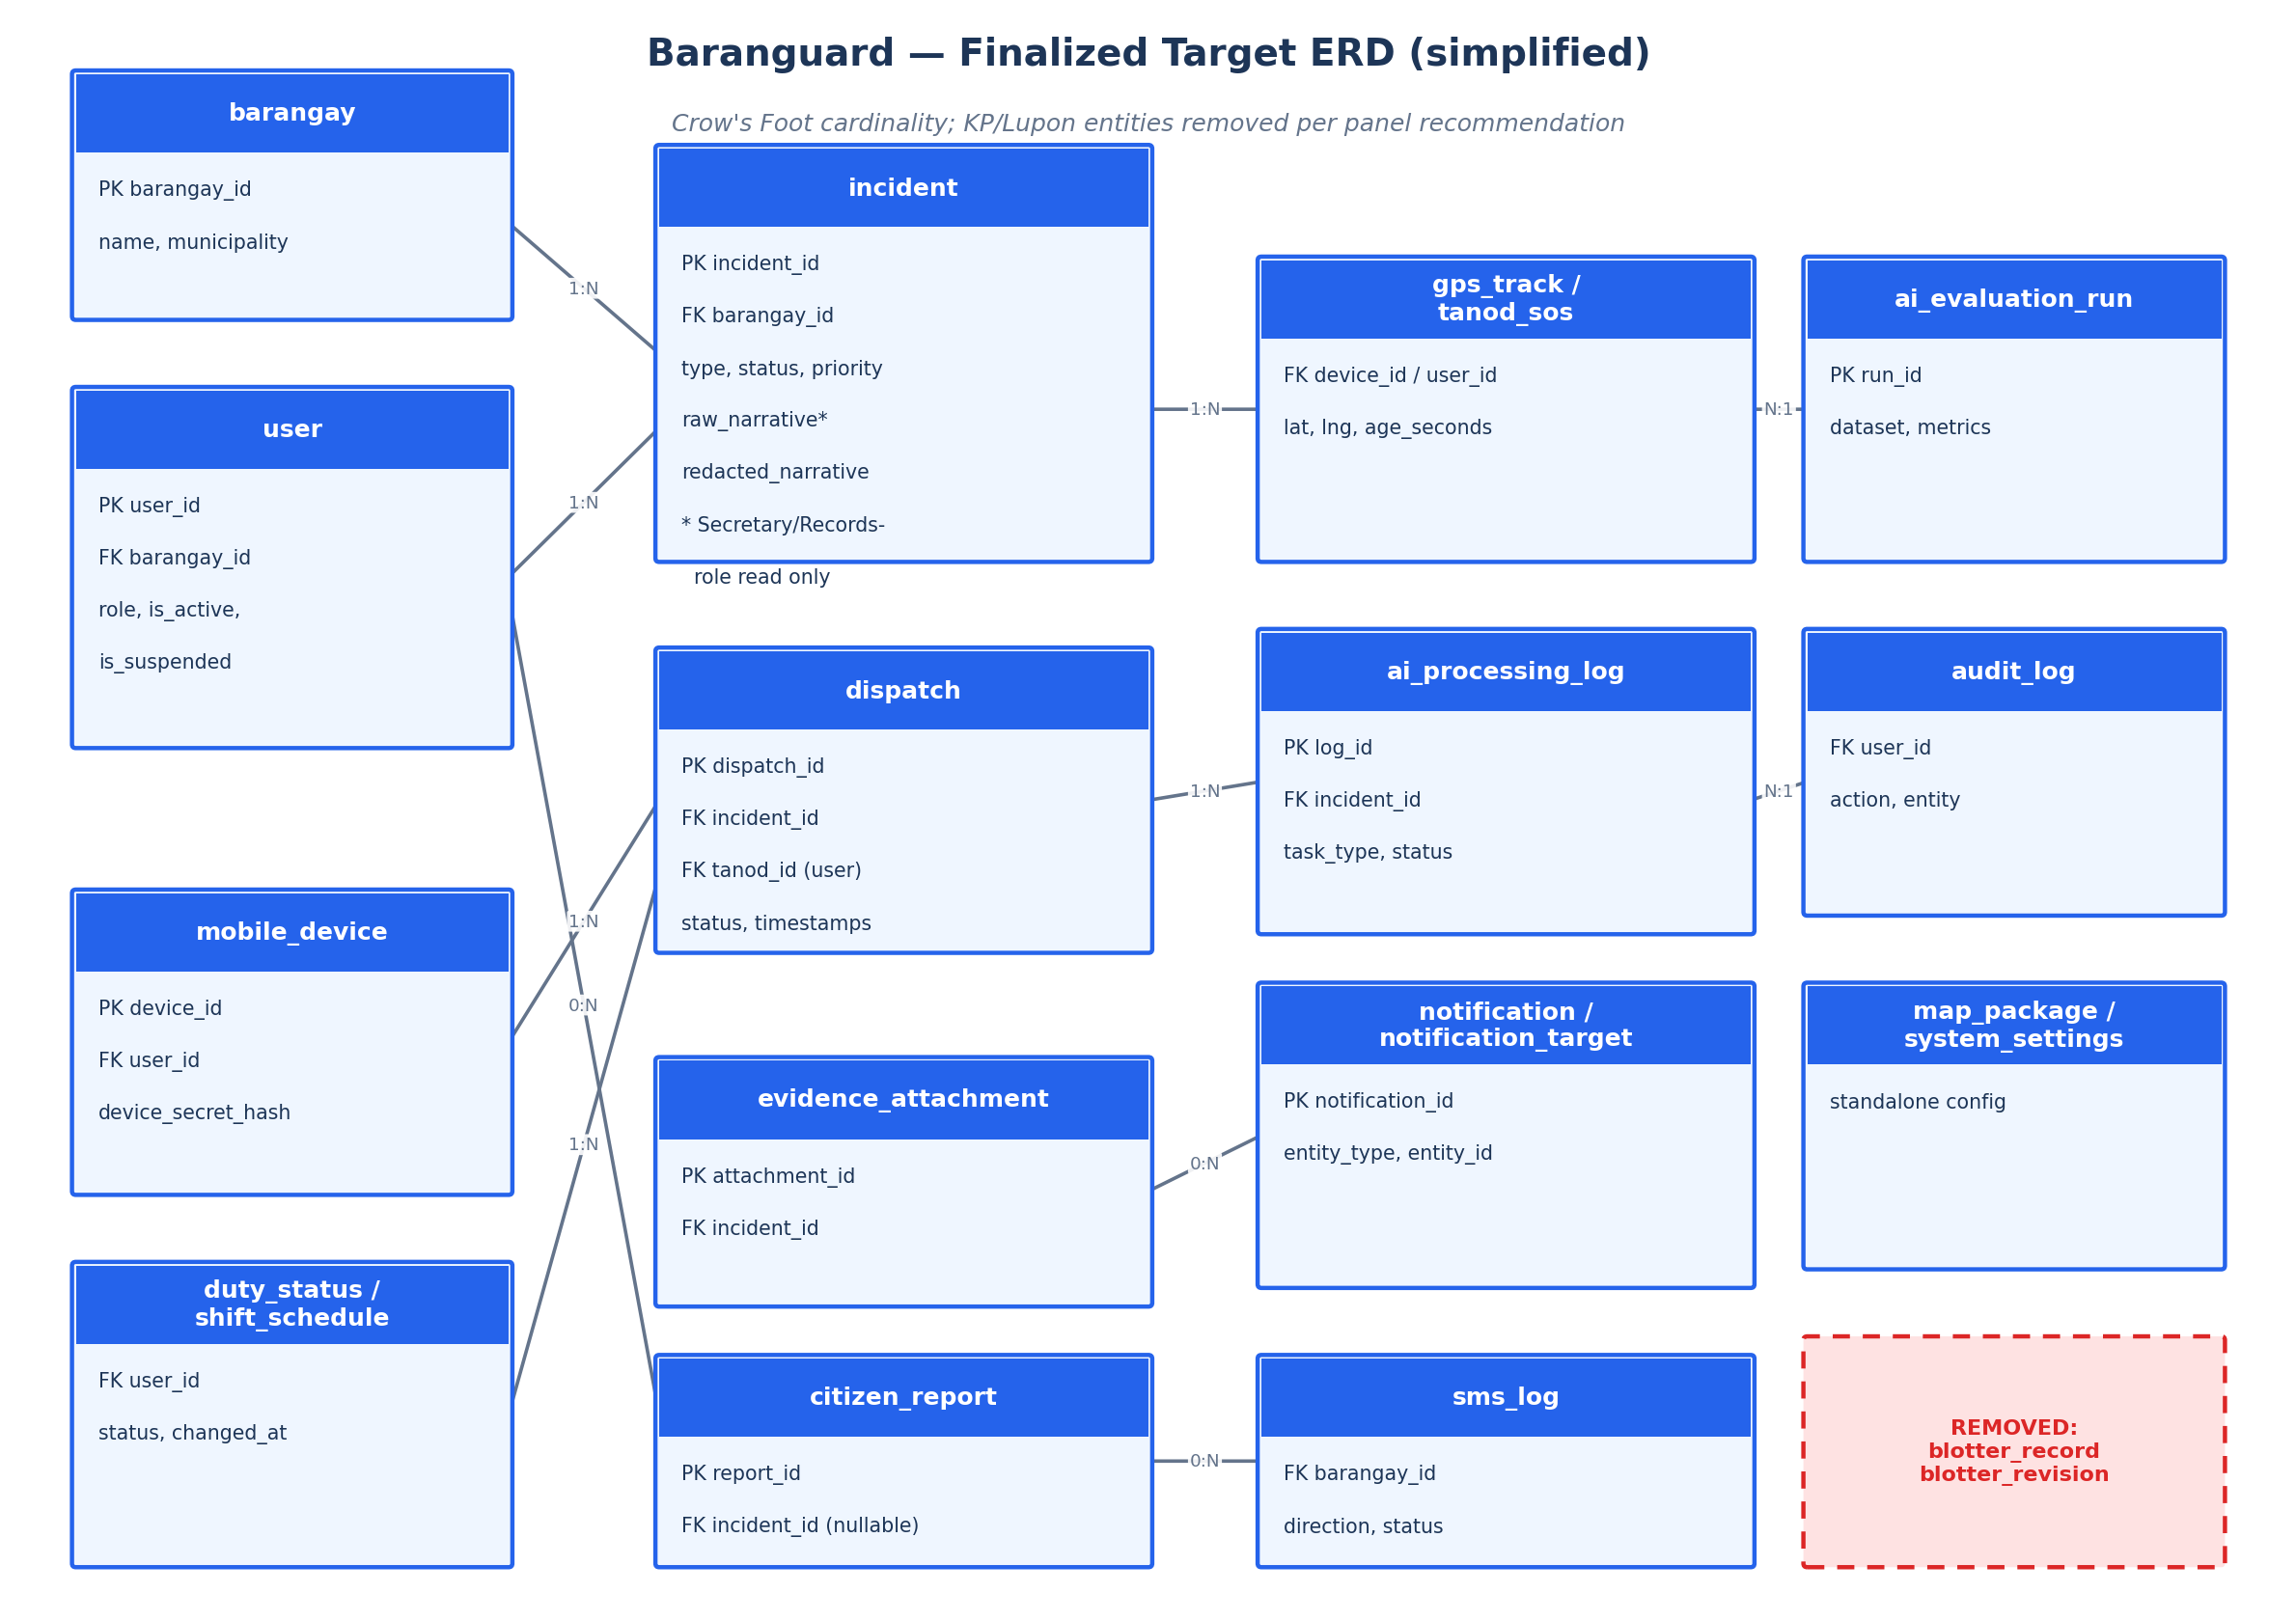 Baranguard — Finalized Target ERD (simplified)
Crow's Foot cardinality; KP/Lupon entities removed per panel recommendation
barangay
PK barangay_id
name, municipality
user
PK user_id
FK barangay_id
role, is_active,
is_suspended
mobile_device
PK device_id
FK user_id
device_secret_hash
duty_status /
shift_schedule
FK user_id
status, changed_at
1:N
1:N
1:N
0:N
1:N
incident
PK incident_id
FK barangay_id
type, status, priority
raw_narrative*
redacted_narrative
* Secretary/Records-
role read only
dispatch
PK dispatch_id
FK incident_id
FK tanod_id (user)
status, timestamps
evidence_attachment
PK attachment_id
FK incident_id
citizen_report
PK report_id
FK incident_id (nullable)
1:N
1:N
0:N
0:N
gps_track /
tanod_sos
FK device_id / user_id
lat, lng, age_seconds
ai_processing_log
PK log_id
FK incident_id
task_type, status
notification /
notification_target
PK notification_id
entity_type, entity_id
sms_log
FK barangay_id
direction, status
N:1
N:1
ai_evaluation_run
PK run_id
dataset, metrics
audit_log
FK user_id
action, entity
map_package /
system_settings
standalone config
REMOVED:
blotter_record
blotter_revision